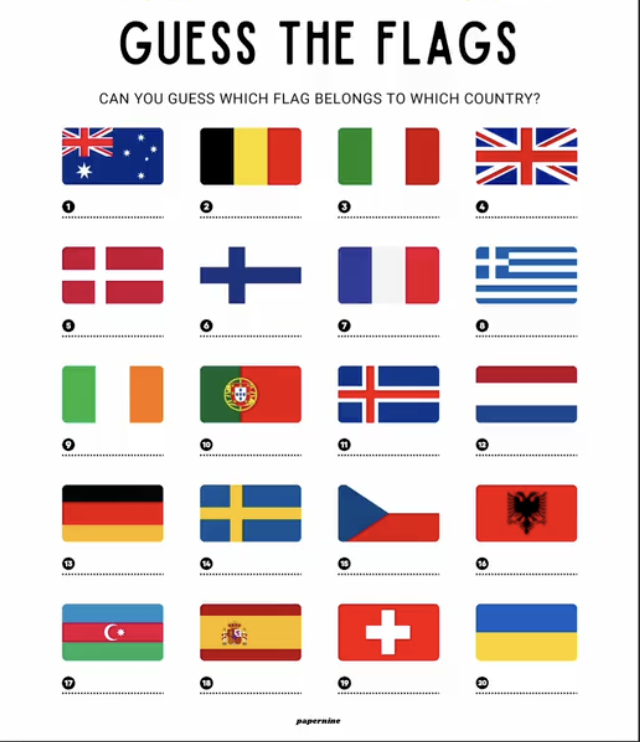 GUESS THE FLAGS
CAN YOU GUESS WHICH FLAG BELONGS TO WHICH COUNTRY?
1 2 3 4
5 6 7 8
9 10 11 12
13 14 15 16
17 18 19 20
papernine